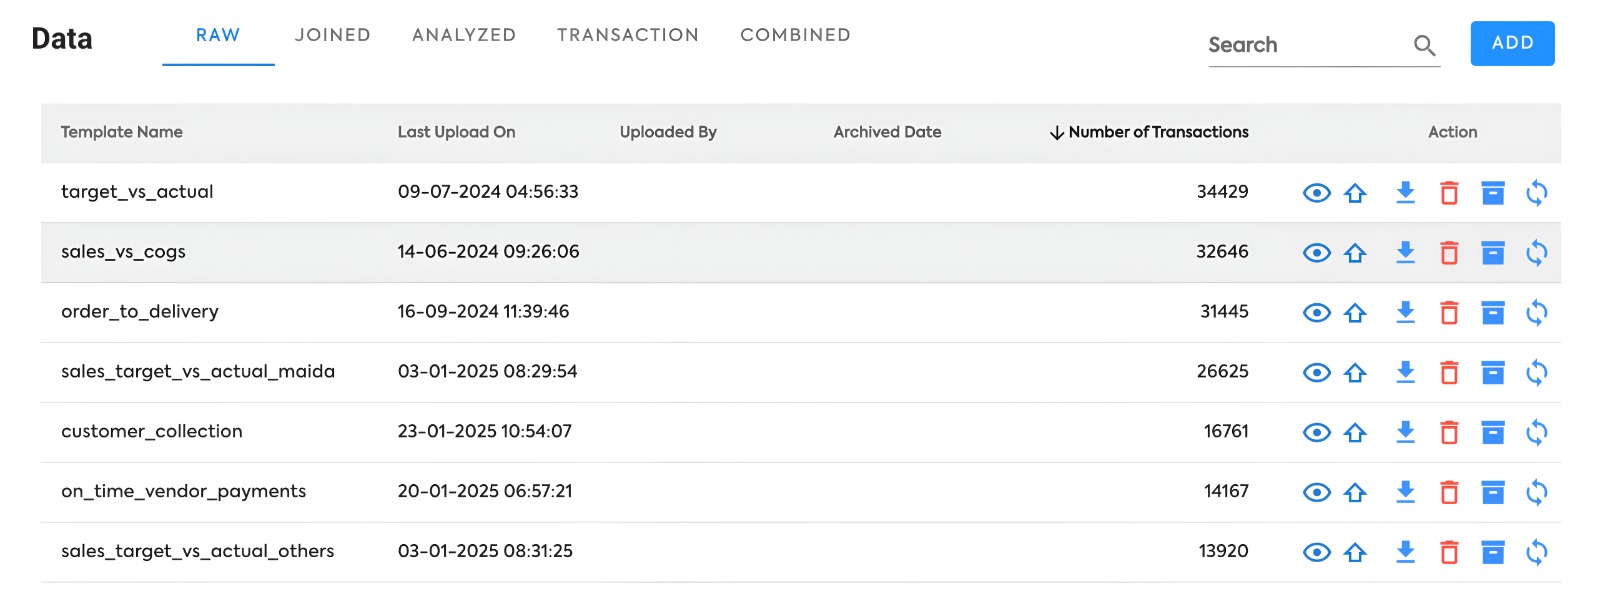 Data RAW JOINED ANALYZED TRANSACTION COMBINED Search ADD
Template Name Last Upload On Uploaded By Archived Date Number of Transactions Action
target_vs_actual 09-07-2024 04:56:33 34429
sales_vs_cogs 14-06-2024 09:26:06 32646
order_to_delivery 16-09-2024 11:39:46 31445
sales_target_vs_actual_maida 03-01-2025 08:29:54 26625
customer_collection 23-01-2025 10:54:07 16761
on_time_vendor_payments 20-01-2025 06:57:21 14167
sales_target_vs_actual_others 03-01-2025 08:31:25 13920